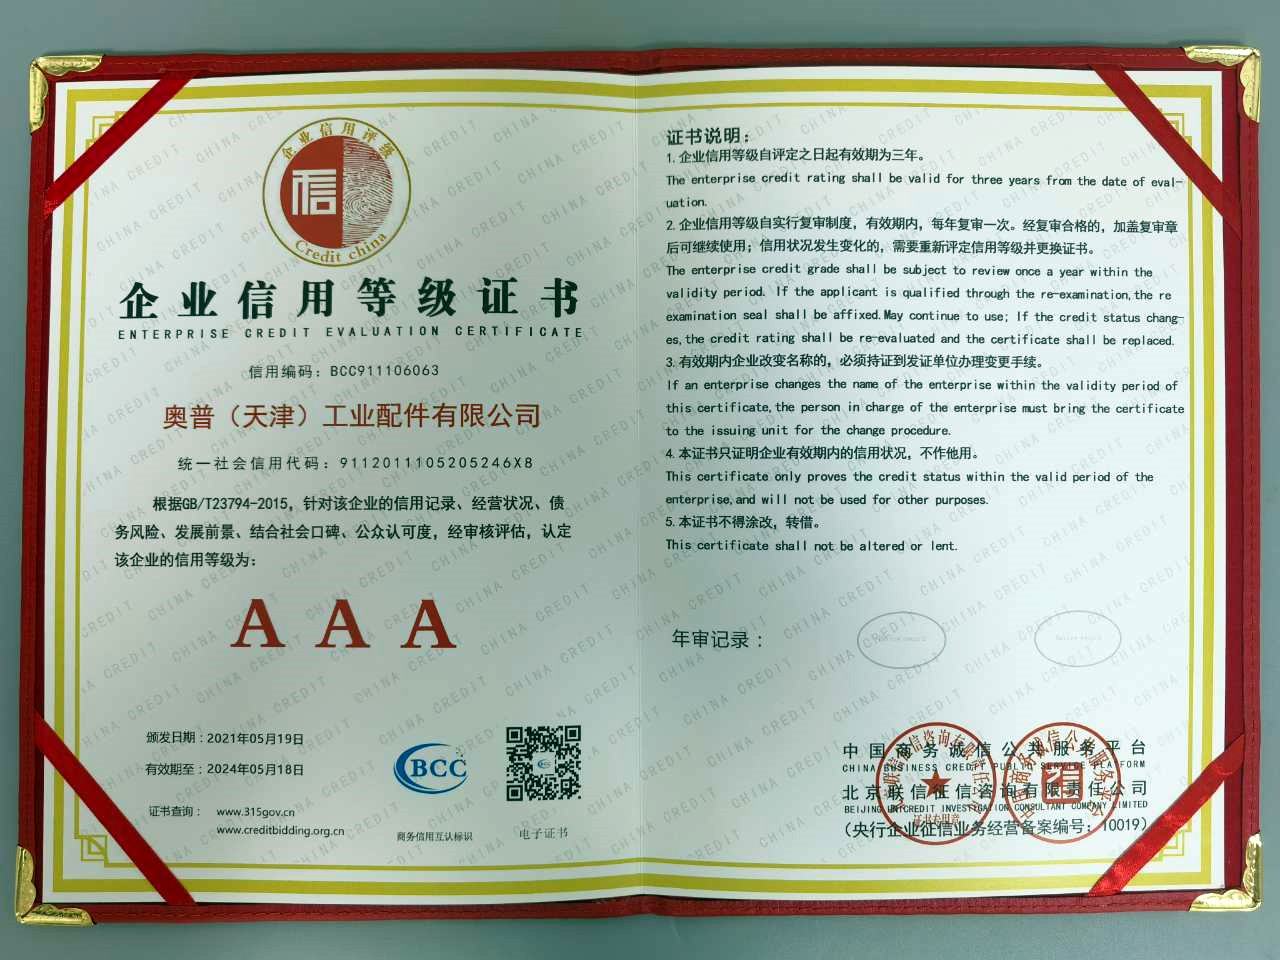 企业信用评级
信
Credit china
企业信用等级证书
ENTERPRISE CREDIT EVALUATION CERTIFICATE
信用编码：BCC911106063
奥普（天津）工业配件有限公司
统一社会信用代码：9112011105205246X8
根据GB/T23794-2015，针对该企业的信用记录、经营状况、债
务风险、发展前景、结合社会口碑、公众认可度，经审核评估，认定
该企业的信用等级为：
AAA
颁发日期：2021年05月19日
有效期至：2024年05月18日
证书查询： www.315gov.cn
www.creditbidding.org.cn
BCC
商务信用互认标识
电子证书
证书说明：
1. 企业信用等级自评定之日起有效期为三年。
The enterprise credit rating shall be valid for three years from the date of eval-
uation.
2. 企业信用等级自实行复审制度，有效期内，每年复审一次。经复审合格的，加盖复审章
后可继续使用；信用状况发生变化的，需要重新评定信用等级并更换证书。
The enterprise credit grade shall be subject to review once a year within the
validity period. If the applicant is qualified through the re-examination,the re
examination seal shall be affixed.May continue to use; If the credit status chang-
es,the credit rating shall be re-evaluated and the certificate shall be replaced.
3. 有效期内企业改变名称的，必须持证到发证单位办理变更手续。
If an enterprise changes the name of the enterprise within the validity period of
this certificate,the person in charge of the enterprise must bring the certificate
to the issuing unit for the change procedure.
4. 本证书只证明企业有效期内的信用状况，不作他用。
This certificate only proves the credit status within the valid period of the
enterprise,and will not be used for other purposes.
5. 本证书不得涂改，转借。
This certificate shall not be altered or lent.
年审记录：
中国商务诚信公共服务平台
CHINA BUSINESS CREDIT PUBLIC SERVICE PLATFORM
北京联信征信咨询有限责任公司
BEIJING UNICREDIT INVESTIGATION CONSULTANT COMPANY LIMITED
（央行企业征信业务经营备案编号：10019）
证书专用章